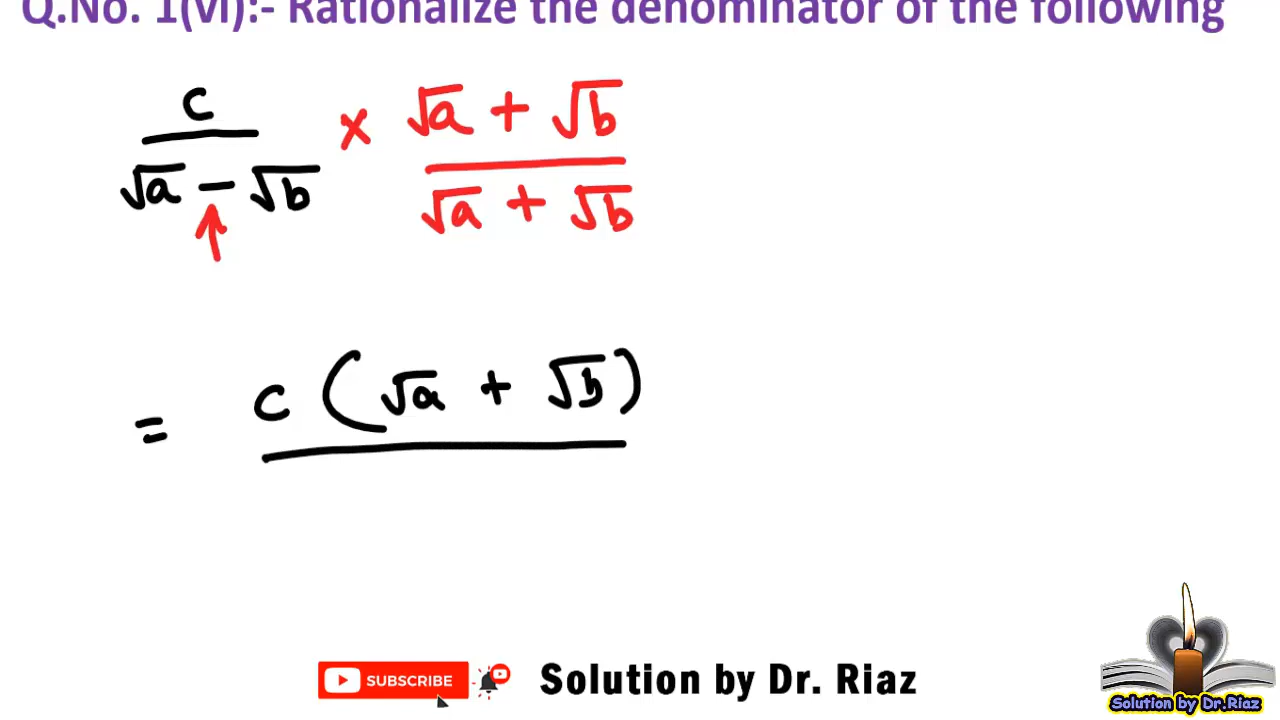 Q.No. 1(vi):- Rationalize the denominator of the following
c / (√a − √b) × (√a + √b) / (√a + √b)
= c (√a + √b)
SUBSCRIBE
Solution by Dr. Riaz
Solution by Dr.Riaz